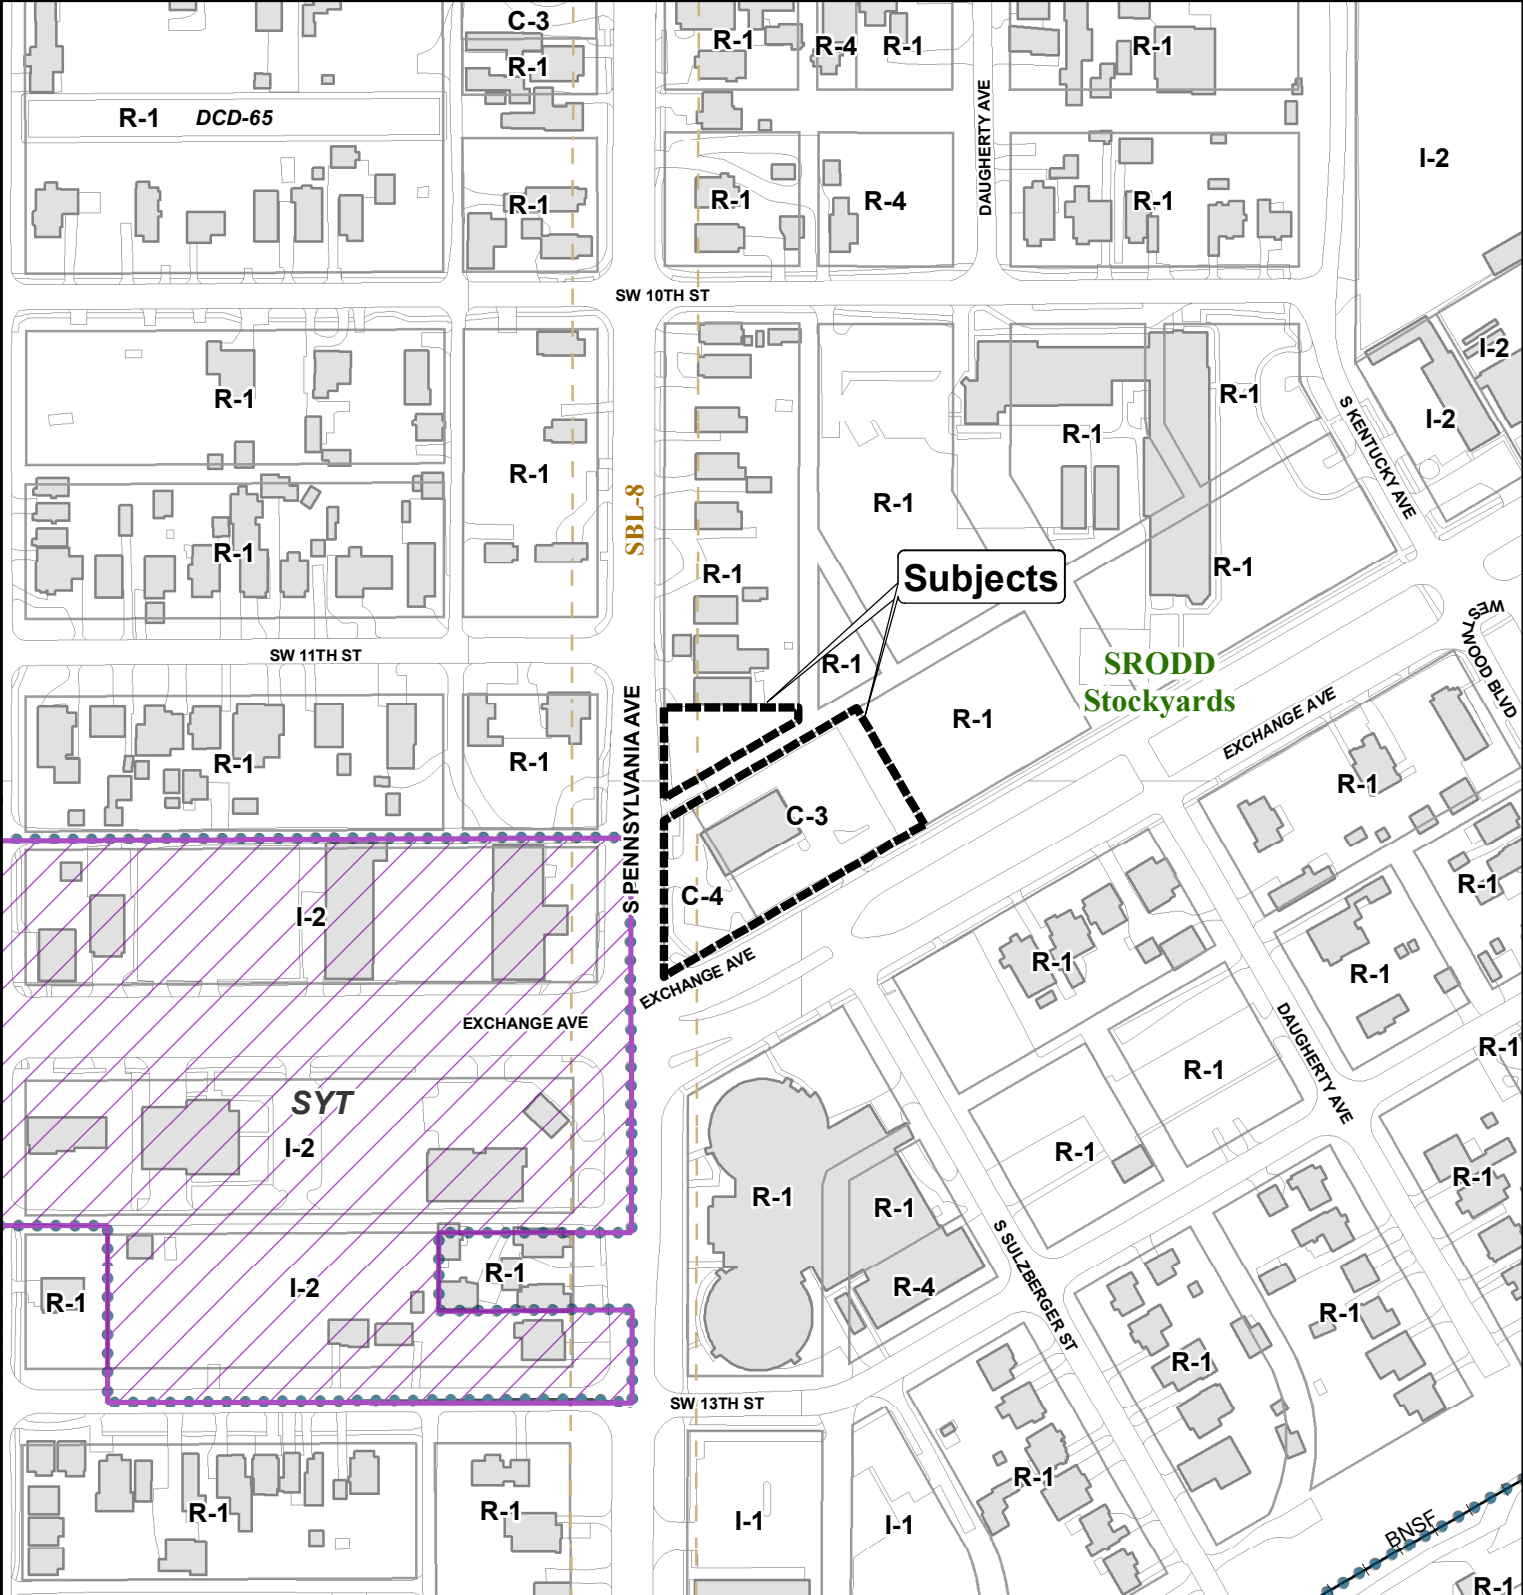 C-3
R-1
R-1
R-4
R-1
R-1
R-1 DCD-65
DAUGHERTY AVE
I-2
R-1
R-1
R-4
R-1
SW 10TH ST
I-2
R-1
R-1
I-2
S KENTUCKY AVE
R-1
R-1
R-1
SBL-8
R-1
R-1
R-1
Subjects
WESTWOOD BLVD
SW 11TH ST
R-1
SRODD
Stockyards
R-1
EXCHANGE AVE
S PENNSYLVANIA AVE
R-1
R-1
R-1
C-3
R-1
C-4
I-2
R-1
R-1
EXCHANGE AVE
EXCHANGE AVE
DAUGHERTY AVE
R-1
R-1
SYT
I-2
R-1
R-1
R-1
R-1
S SULZBERGER ST
R-1
I-2
R-1
R-4
R-1
R-1
SW 13TH ST
R-1
R-1
R-1
R-1
I-1
I-1
BNSF
R-1